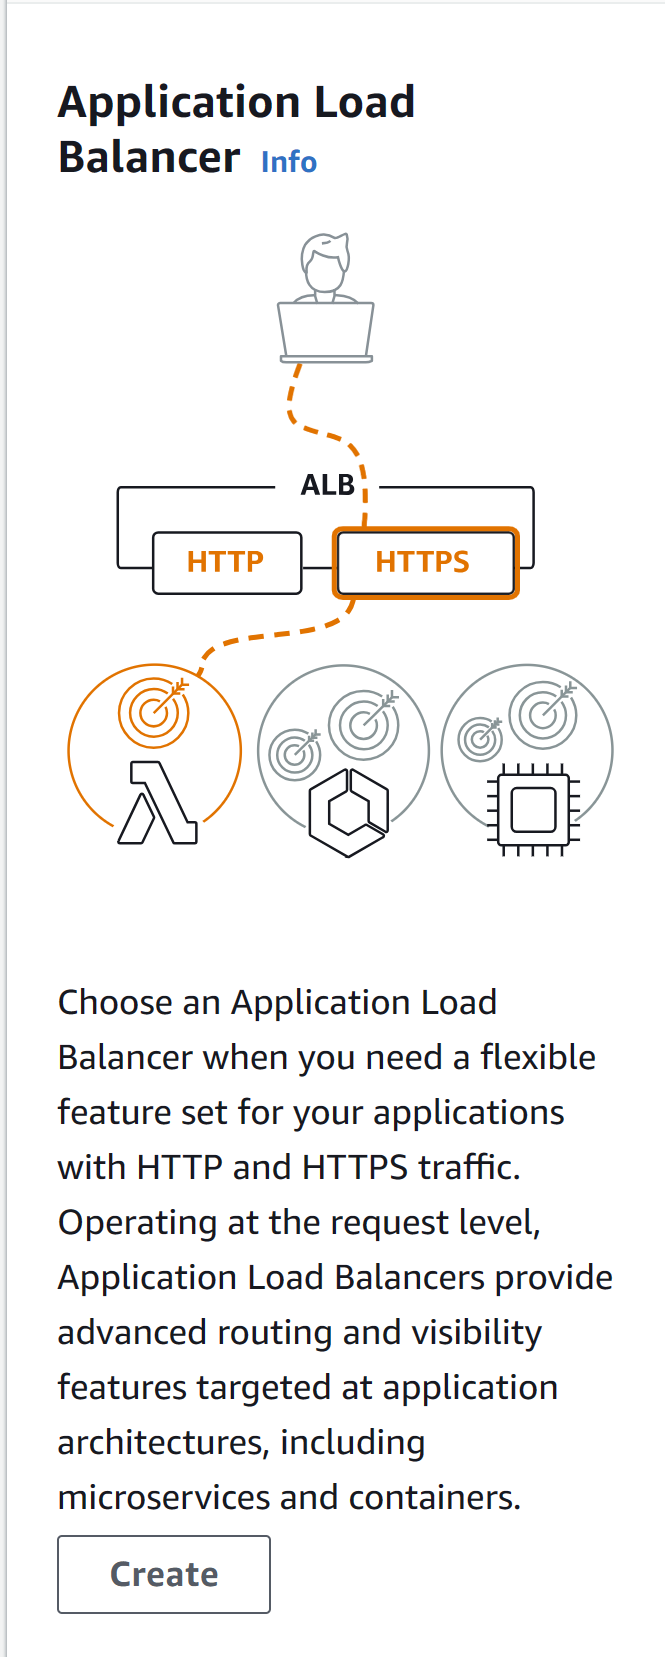 Application Load
Balancer Info
ALB
HTTP HTTPS
Choose an Application Load
Balancer when you need a flexible
feature set for your applications
with HTTP and HTTPS traffic.
Operating at the request level,
Application Load Balancers provide
advanced routing and visibility
features targeted at application
architectures, including
microservices and containers.
Create